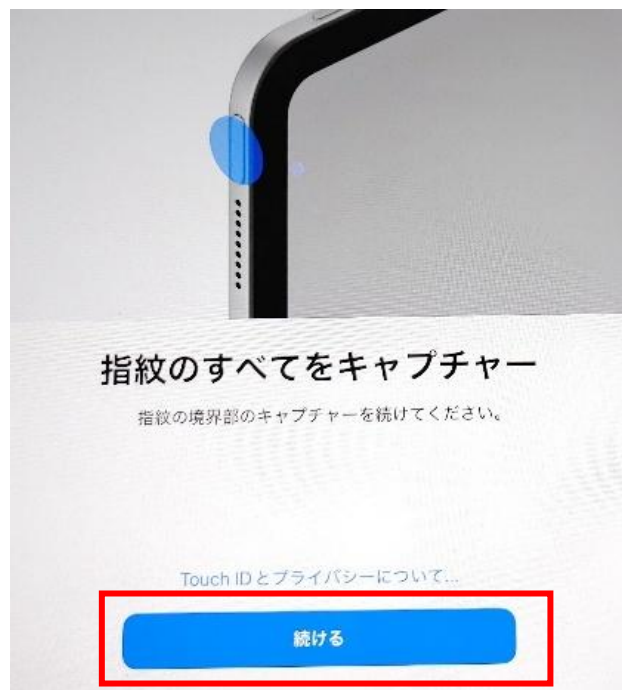 指紋のすべてをキャプチャー
指紋の境界部のキャプチャーを続けてください。
Touch IDとプライバシーについて...
続ける